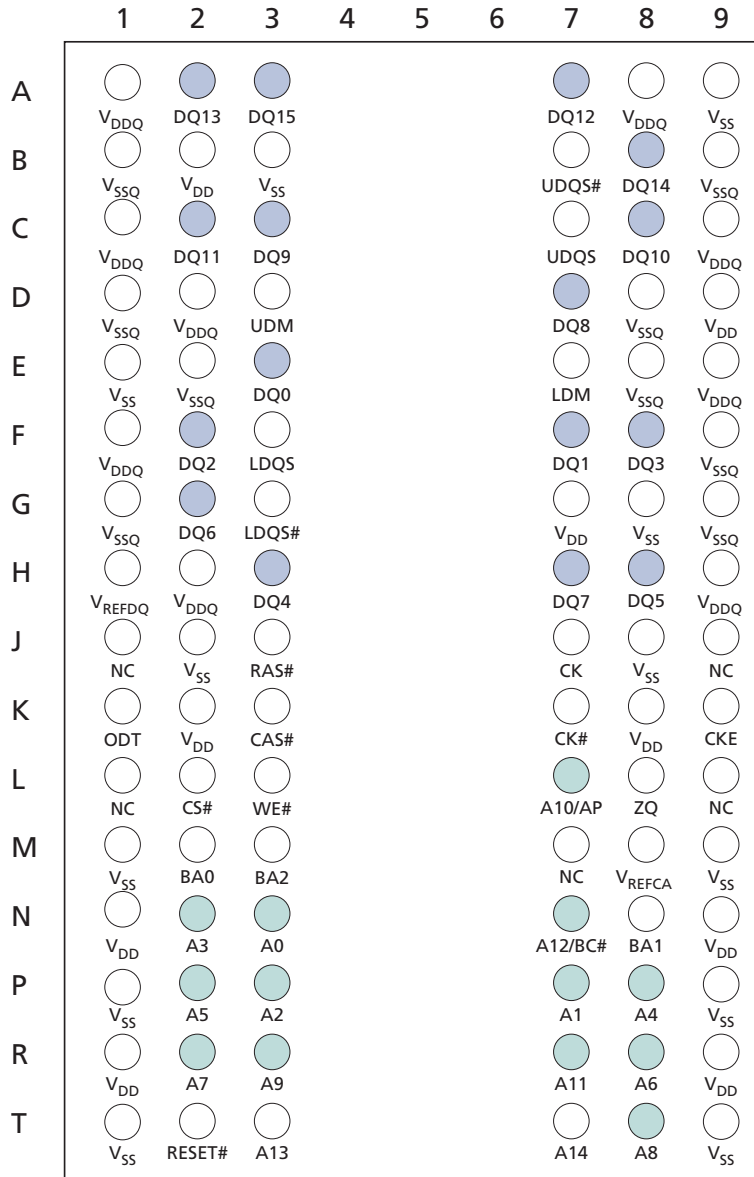 1 2 3 4 5 6 7 8 9
A
VDDQ DQ13 DQ15 DQ12 VDDQ VSS
B
VSSQ VDD VSS UDQS# DQ14 VSSQ
C
VDDQ DQ11 DQ9 UDQS DQ10 VDDQ
D
VSSQ VDDQ UDM DQ8 VSSQ VDD
E
VSS VSSQ DQ0 LDM VSSQ VDDQ
F
VDDQ DQ2 LDQS DQ1 DQ3 VSSQ
G
VSSQ DQ6 LDQS# VDD VSS VSSQ
H
VREFDQ VDDQ DQ4 DQ7 DQ5 VDDQ
J
NC VSS RAS# CK VSS NC
K
ODT VDD CAS# CK# VDD CKE
L
NC CS# WE# A10/AP ZQ NC
M
VSS BA0 BA2 NC VREFCA VSS
N
VDD A3 A0 A12/BC# BA1 VDD
P
VSS A5 A2 A1 A4 VSS
R
VDD A7 A9 A11 A6 VDD
T
VSS RESET# A13 A14 A8 VSS